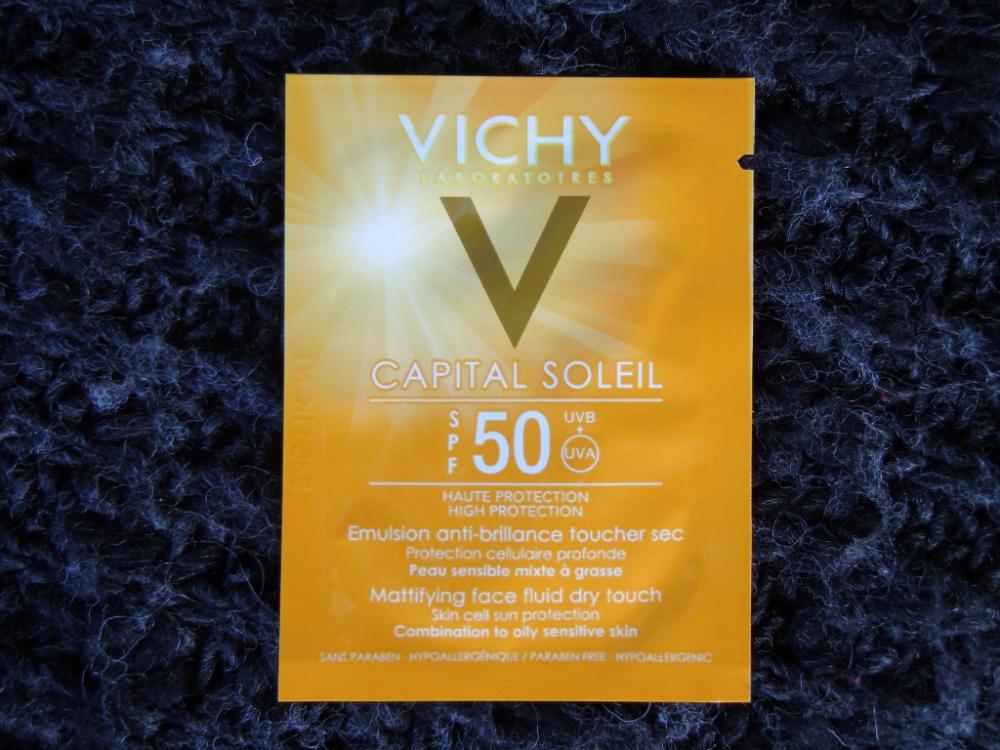 VICHY
LABORATOIRES
V
CAPITAL SOLEIL
SPF 50 UVB + UVA
HAUTE PROTECTION
HIGH PROTECTION
Emulsion anti-brillance toucher sec
Protection cellulaire profonde
Peau sensible mixte à grasse
Mattifying face fluid dry touch
Skin cell sun protection
Combination to oily sensitive skin
SANS PARABEN - HYPOALLERGÉNIQUE / PARABEN FREE - HYPOALLERGENIC